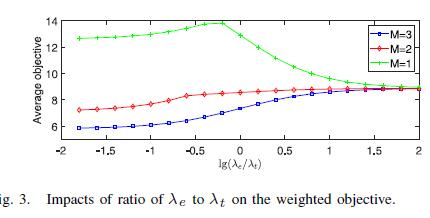 14
12
10
8
6
Average objective
M=3
M=2
M=1
-2 -1.5 -1 -0.5 0 0.5 1 1.5 2
lg(λe/λt)
ig. 3. Impacts of ratio of λe to λt on the weighted objective.